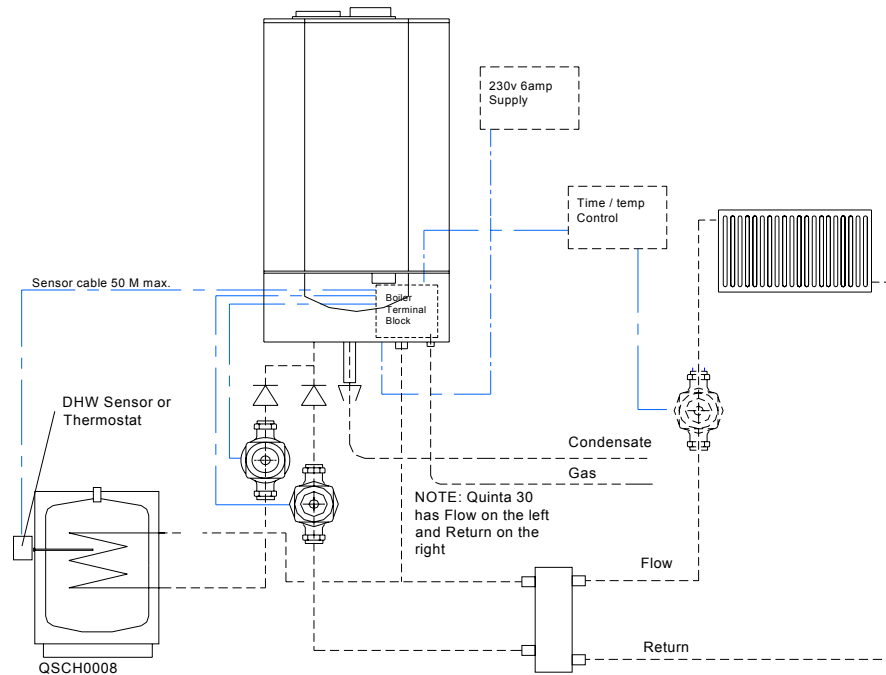 230v 6amp
Supply
Time / temp
Control
Sensor cable 50 M max.
Boiler
Terminal
Block
DHW Sensor or
Thermostat
Condensate
Gas
NOTE: Quinta 30
has Flow on the left
and Return on the
right
Flow
Return
QSCH0008